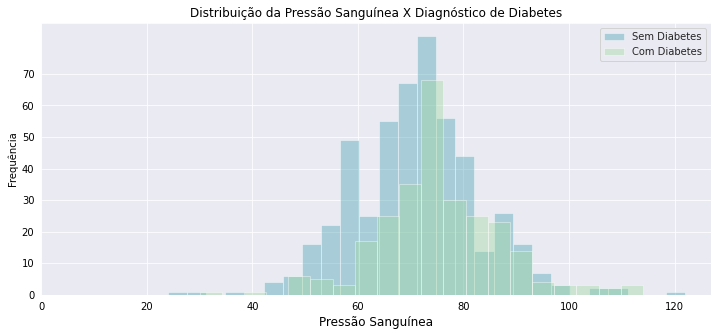 Distribuição da Pressão Sanguínea X Diagnóstico de Diabetes
Sem Diabetes
Com Diabetes
Frequência
70
60
50
40
30
20
10
0
0 20 40 60 80 100 120
Pressão Sanguínea